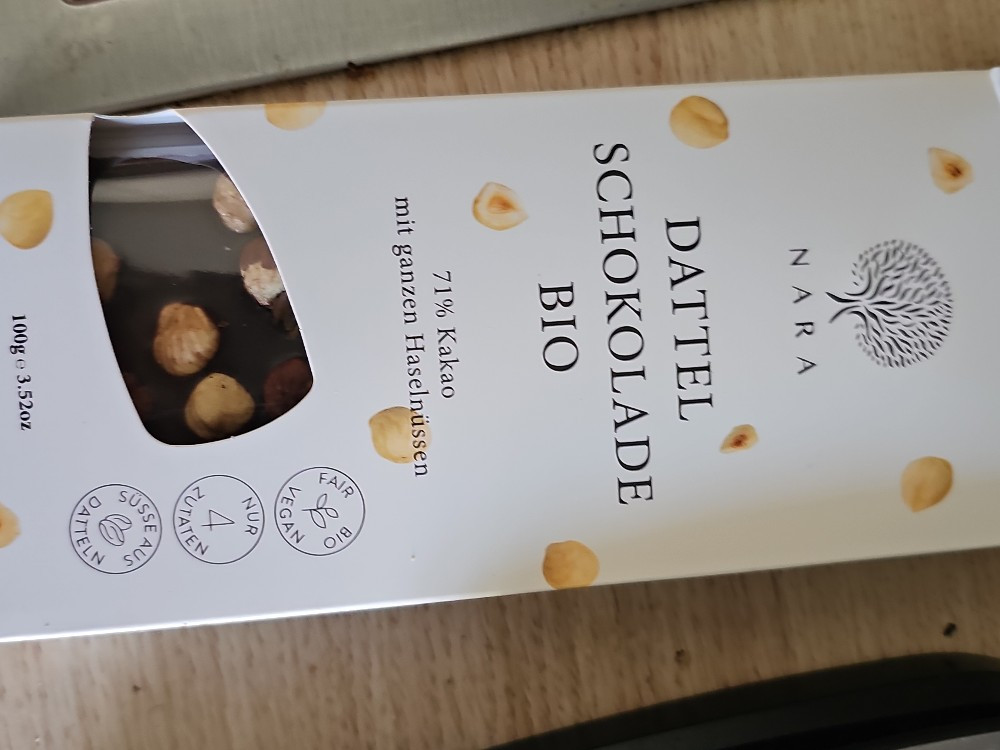 NARA
DATTEL
SCHOKOLADE
BIO
71% Kakao
mit ganzen Haselnüssen
FAIR
BIO
VEGAN
NUR
4
ZUTATEN
SÜSSE AUS
DATTELN
100g ℮ 3.52oz